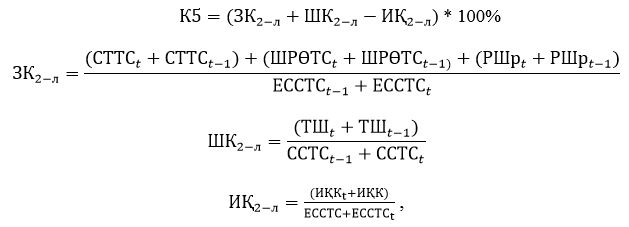 К5 = (ЗК₂₋л + ШК₂₋л − ИҚ₂₋л) * 100%
ЗК₂₋л = ((СТТСₜ + СТТСₜ₋₁) + (ШРӨТСₜ + ШРӨТСₜ₋₁₎ + (РШрₜ + РШрₜ₋₁)) / (ЕССТСₜ₋₁ + ЕССТСₜ)
ШК₂₋л = (ТШₜ + ТШₜ₋₁) / (ССТСₜ₋₁ + ССТСₜ)
ИҚ₂₋л = (ИҚКₜ+ИҚК) / (ЕССТС+ЕССТСₜ) ,